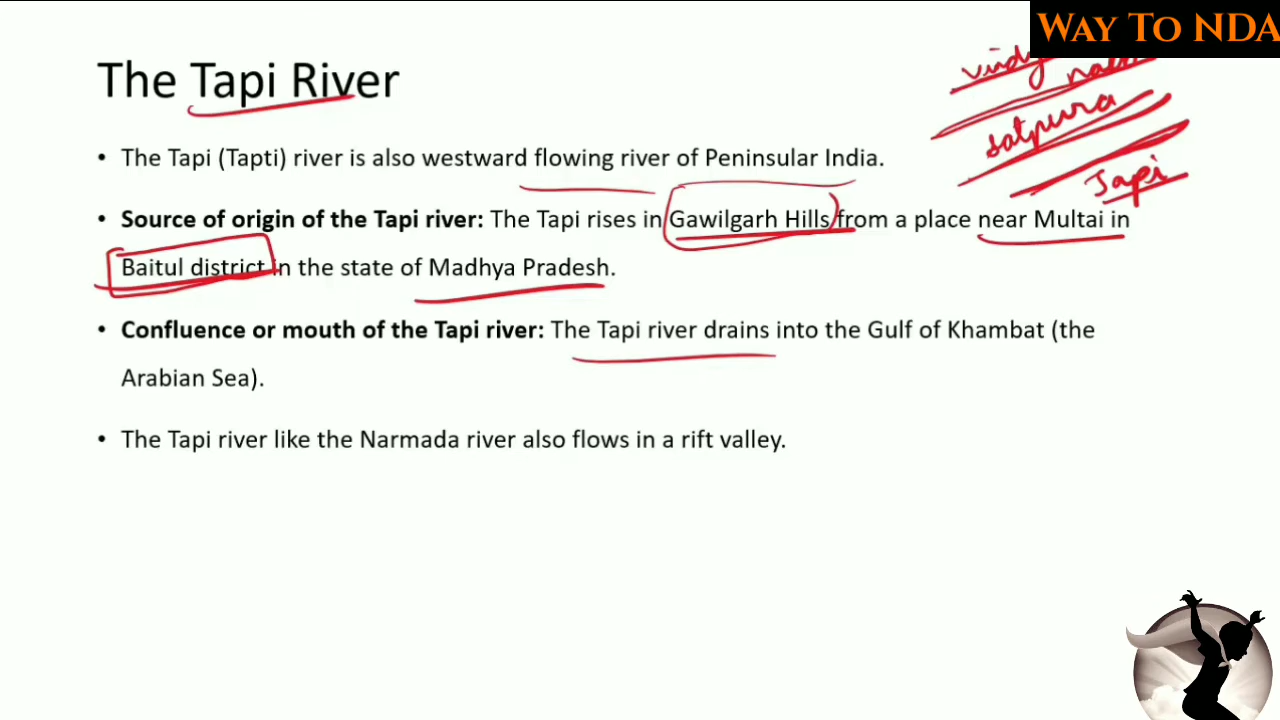 WAY TO NDA
The Tapi River
satpura
Tapi
• The Tapi (Tapti) river is also westward flowing river of Peninsular India.
• Source of origin of the Tapi river: The Tapi rises in Gawilgarh Hills from a place near Multai in
Baitul district in the state of Madhya Pradesh.
• Confluence or mouth of the Tapi river: The Tapi river drains into the Gulf of Khambat (the
Arabian Sea).
• The Tapi river like the Narmada river also flows in a rift valley.